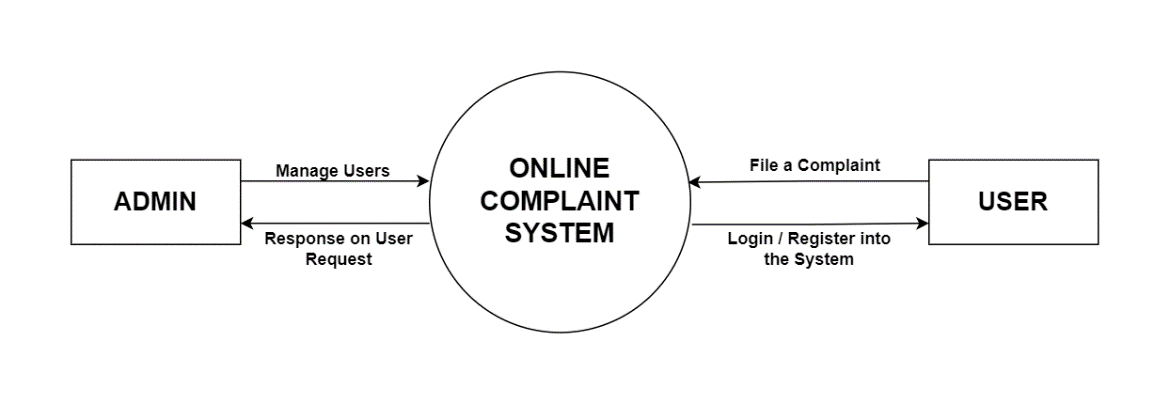 ADMIN
Manage Users
Response on User
Request
ONLINE
COMPLAINT
SYSTEM
File a Complaint
Login / Register into
the System
USER